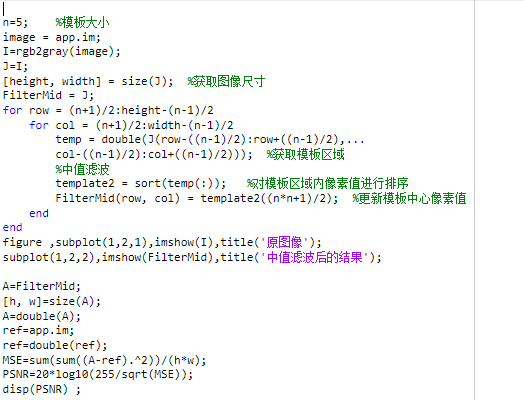 n=5;    %模板大小
image = app.im;
I=rgb2gray(image);
J=I;
[height, width] = size(J);  %获取图像尺寸
FilterMid = J;
for row = (n+1)/2:height-(n-1)/2
    for col = (n+1)/2:width-(n-1)/2
        temp = double(J(row-((n-1)/2):row+((n-1)/2),...
        col-((n-1)/2):col+((n-1)/2)));  %获取模板区域
        %中值滤波
        template2 = sort(temp(:));   %对模板区域内像素值进行排序
        FilterMid(row, col) = template2((n*n+1)/2);  %更新模板中心像素值
    end
end
figure ,subplot(1,2,1),imshow(I),title('原图像');
subplot(1,2,2),imshow(FilterMid),title('中值滤波后的结果');
A=FilterMid;
[h, w]=size(A);
A=double(A);
ref=app.im;
ref=double(ref);
MSE=sum(sum((A-ref).^2))/(h*w);
PSNR=20*log10(255/sqrt(MSE));
disp(PSNR) ;